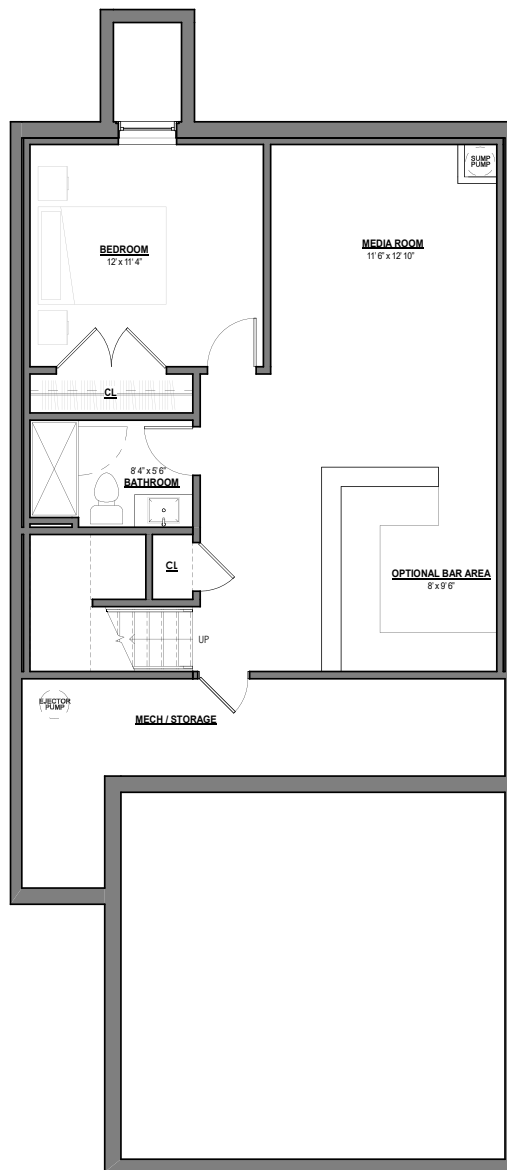 SUMP
PUMP
BEDROOM
12' x 11' 4"
MEDIA ROOM
11' 6" x 12' 10"
CL
8' 4" x 5' 6"
BATHROOM
CL
OPTIONAL BAR AREA
8' x 9' 6"
UP
EJECTOR
PUMP
MECH / STORAGE